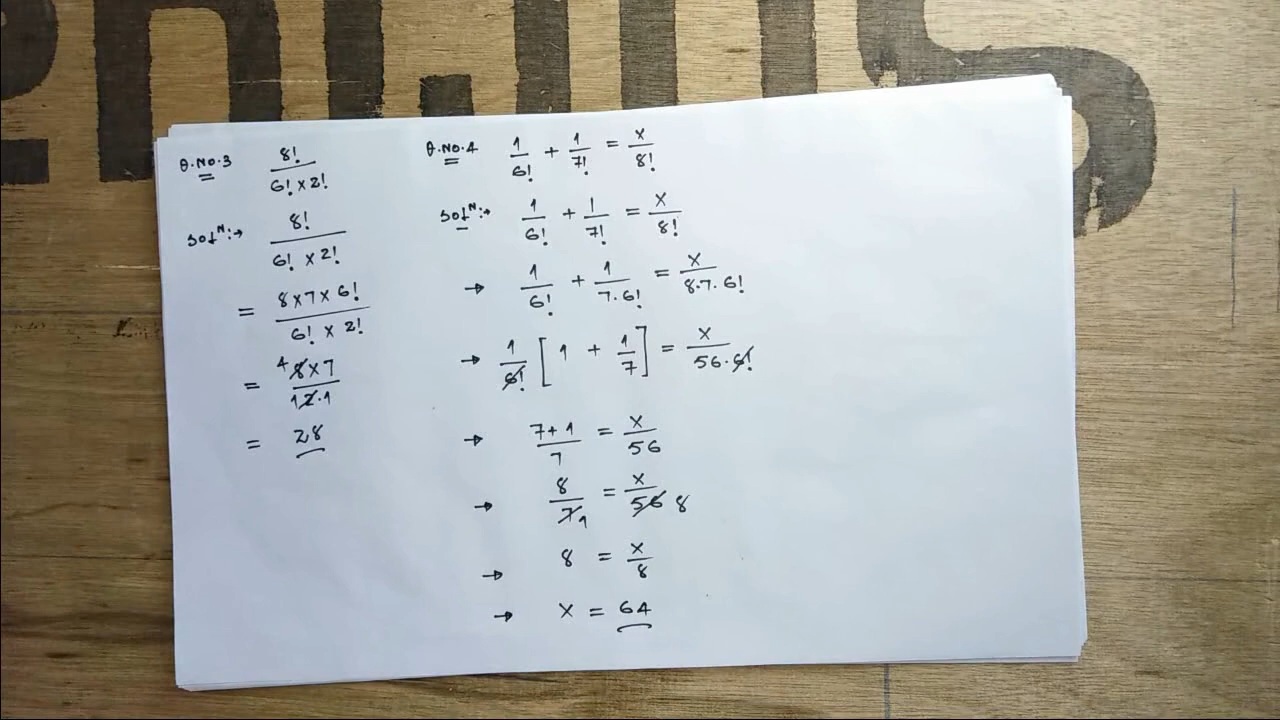 Q.NO.3 8!/(6! × 2!)
Solᴺ:→ 8!/(6! × 2!)
= (8×7×6!)/(6! × 2!)
= 4 (8×7)/(12·1)
= 28
Q.NO.4 1/6! + 1/7! = x/8!
Solᴺ:→ 1/6! + 1/7! = x/8!
→ 1/6! + 1/(7·6!) = x/(8·7·6!)
→ 1/6! [1 + 1/7] = x/(56·6!)
→ (7+1)/7 = x/56
→ 8/7 1 = x/56 8
→ 8 = x/8
→ x = 64